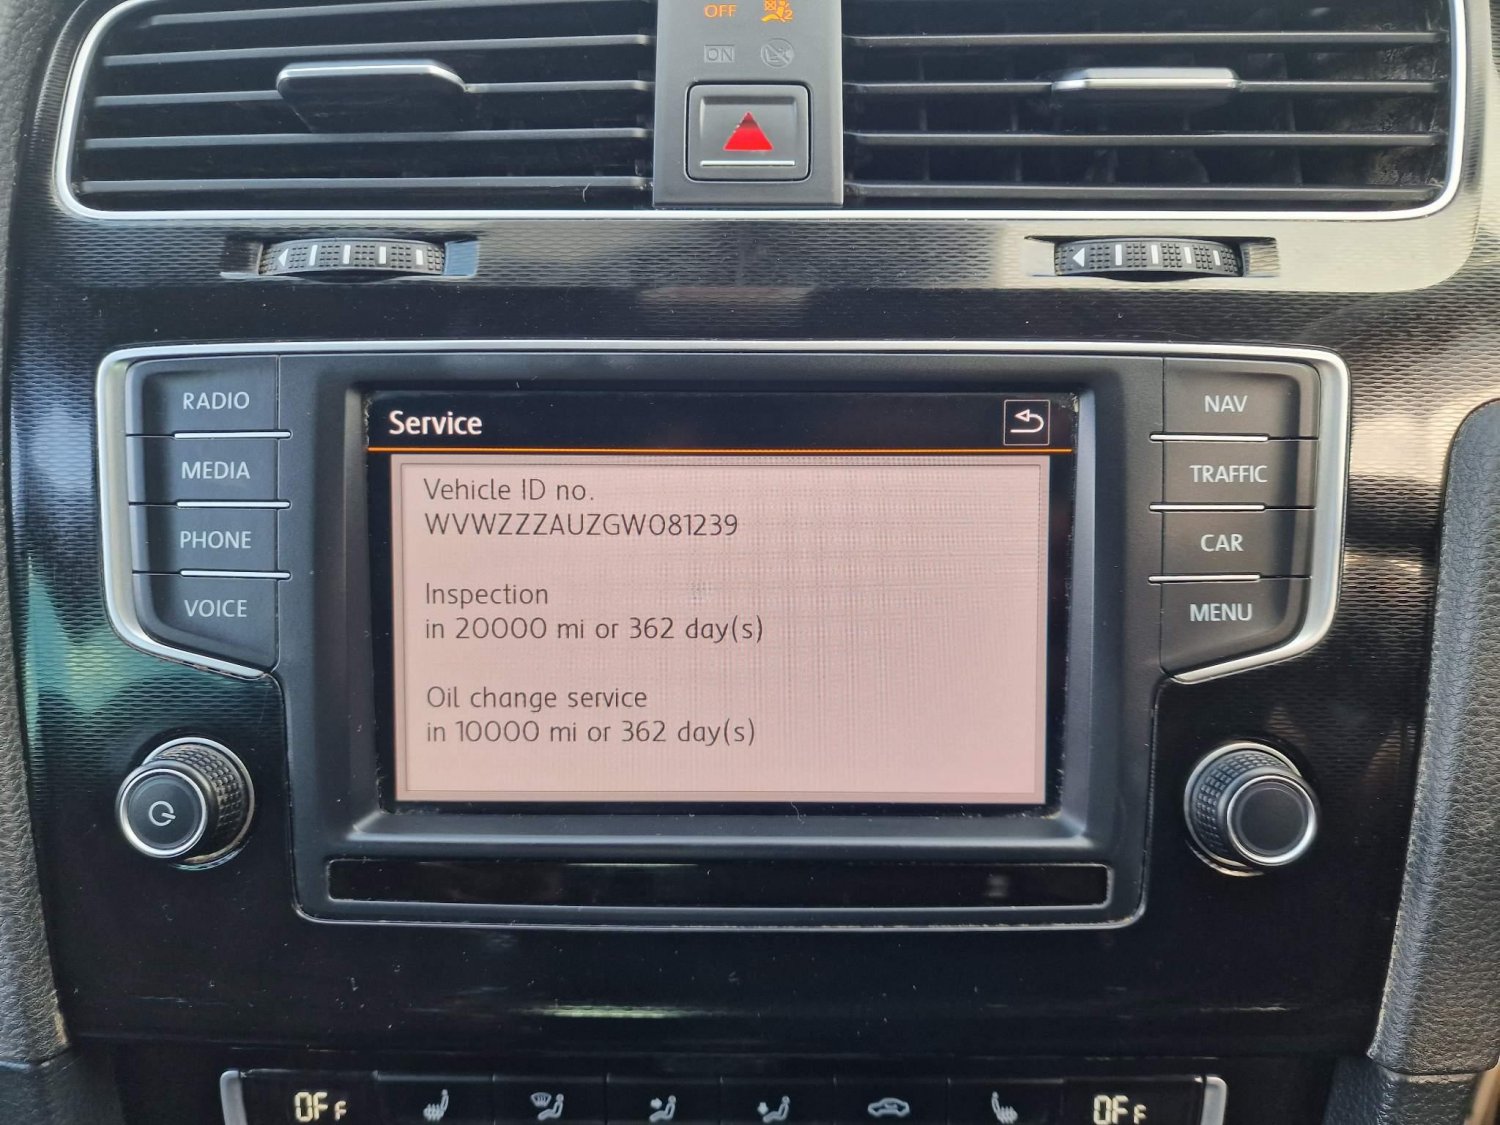 OFF
ON
RADIO
MEDIA
PHONE
VOICE
Service
Vehicle ID no.
WVWZZZAUZGW081239
Inspection
in 20000 mi or 362 day(s)
Oil change service
in 10000 mi or 362 day(s)
NAV
TRAFFIC
CAR
MENU
OFF
OFF